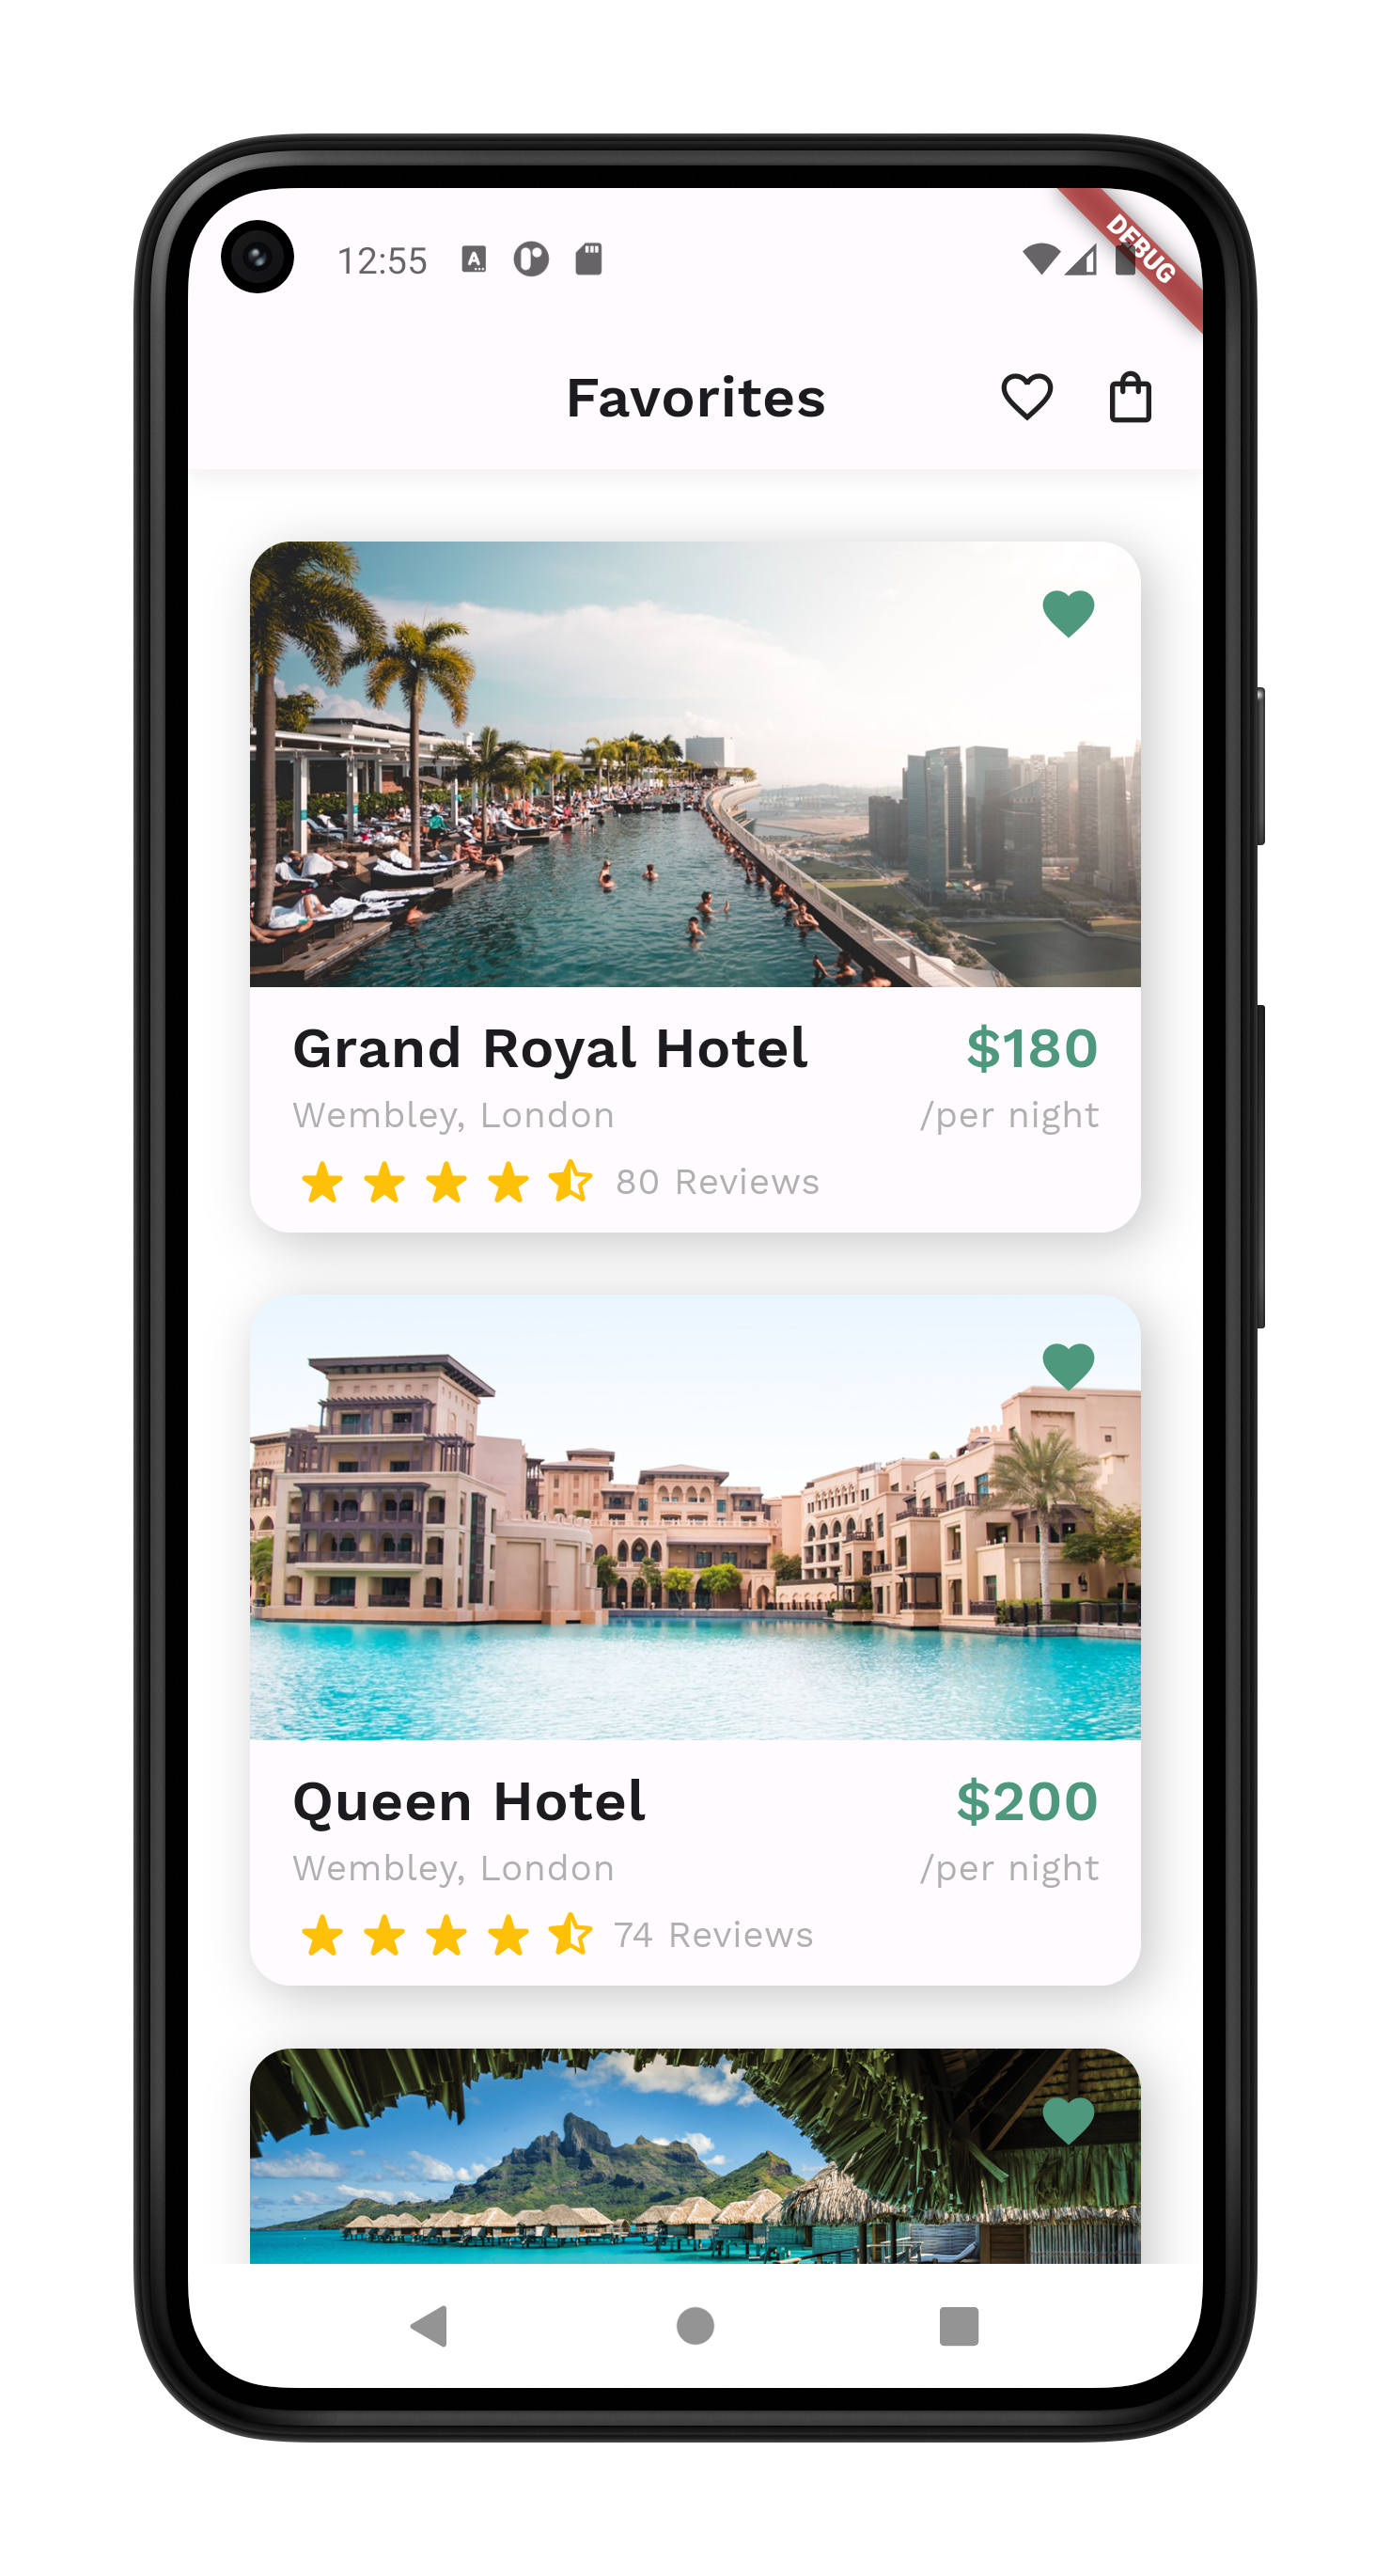 12:55
DEBUG
Favorites
Grand Royal Hotel $180
Wembley, London /per night
80 Reviews
Queen Hotel $200
Wembley, London /per night
74 Reviews